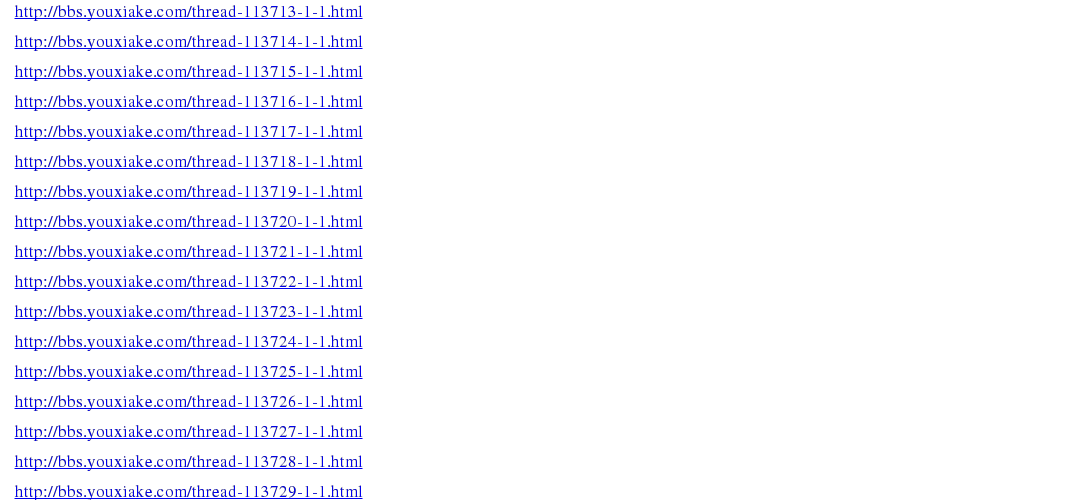 http://bbs.youxiake.com/thread-113713-1-1.html
http://bbs.youxiake.com/thread-113714-1-1.html
http://bbs.youxiake.com/thread-113715-1-1.html
http://bbs.youxiake.com/thread-113716-1-1.html
http://bbs.youxiake.com/thread-113717-1-1.html
http://bbs.youxiake.com/thread-113718-1-1.html
http://bbs.youxiake.com/thread-113719-1-1.html
http://bbs.youxiake.com/thread-113720-1-1.html
http://bbs.youxiake.com/thread-113721-1-1.html
http://bbs.youxiake.com/thread-113722-1-1.html
http://bbs.youxiake.com/thread-113723-1-1.html
http://bbs.youxiake.com/thread-113724-1-1.html
http://bbs.youxiake.com/thread-113725-1-1.html
http://bbs.youxiake.com/thread-113726-1-1.html
http://bbs.youxiake.com/thread-113727-1-1.html
http://bbs.youxiake.com/thread-113728-1-1.html
http://bbs.youxiake.com/thread-113729-1-1.html